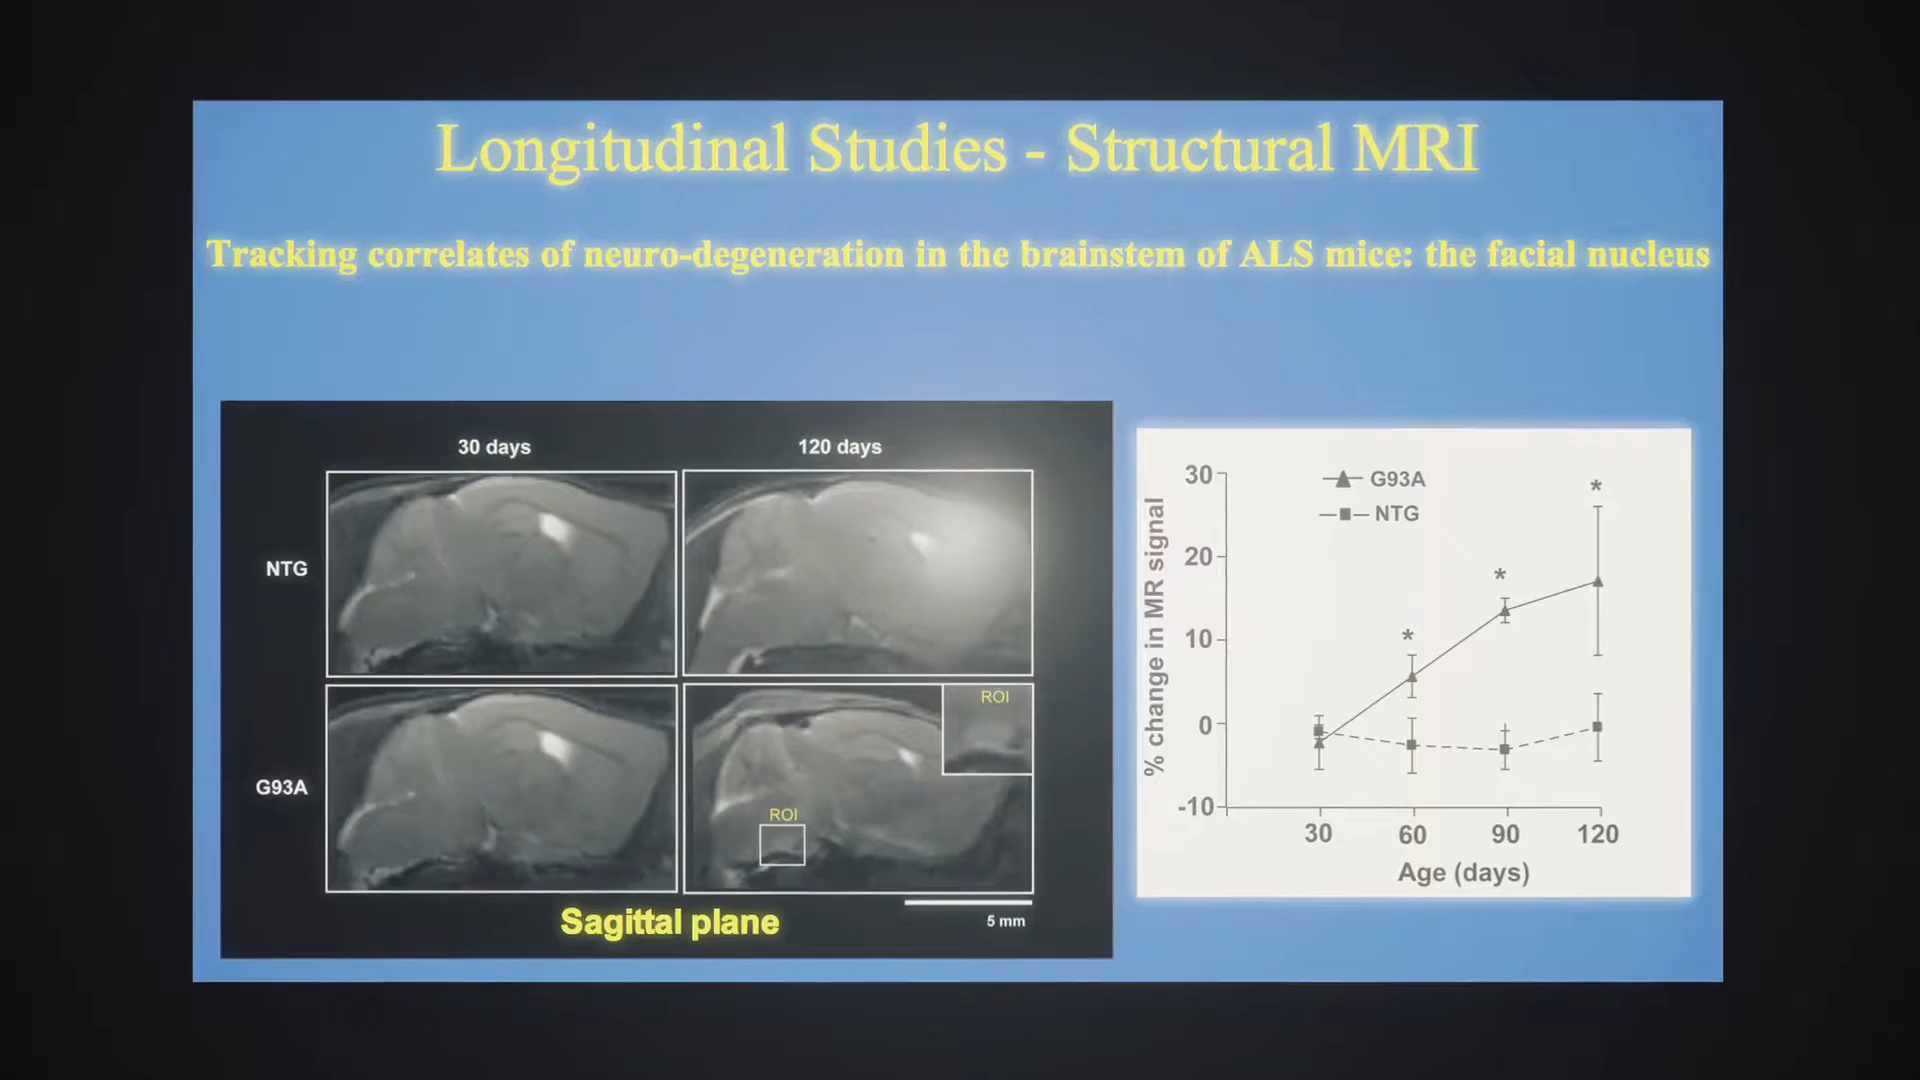 Longitudinal Studies - Structural MRI
Tracking correlates of neuro-degeneration in the brainstem of ALS mice: the facial nucleus
30 days
120 days
NTG
G93A
ROI
ROI
Sagittal plane
5 mm
% change in MR signal
30
20
10
0
-10
G93A
NTG
*
*
*
30
60
90
120
Age (days)